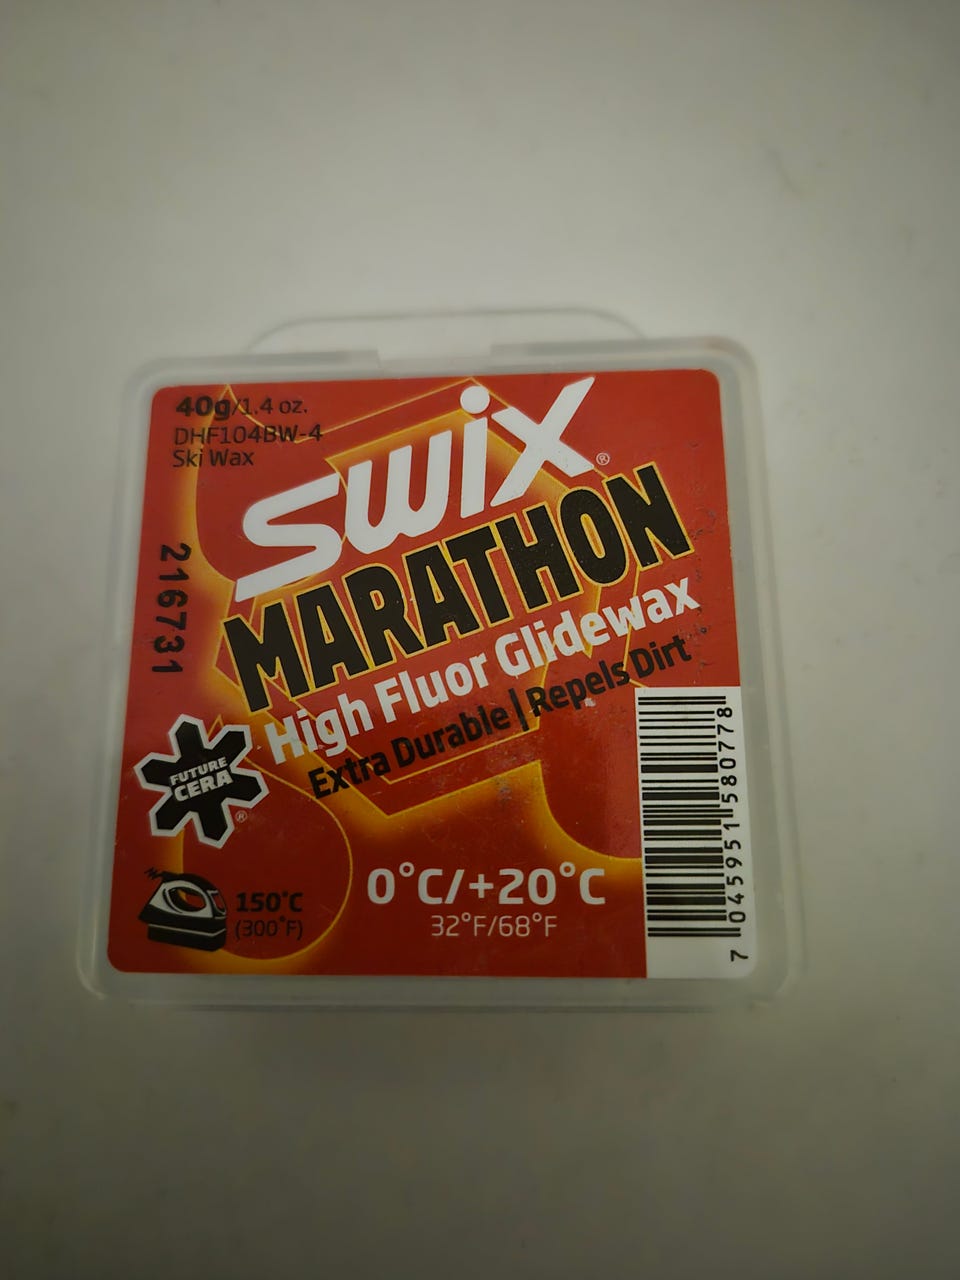 40g/1.4 oz.
DHF104BW-4
Ski Wax
swix®
MARATHON
High Fluor Glidewax
Extra Durable | Repels Dirt
216731
FUTURE
CERA®
150°C
(300°F)
0°C/+20°C
32°F/68°F
7 045951 580778